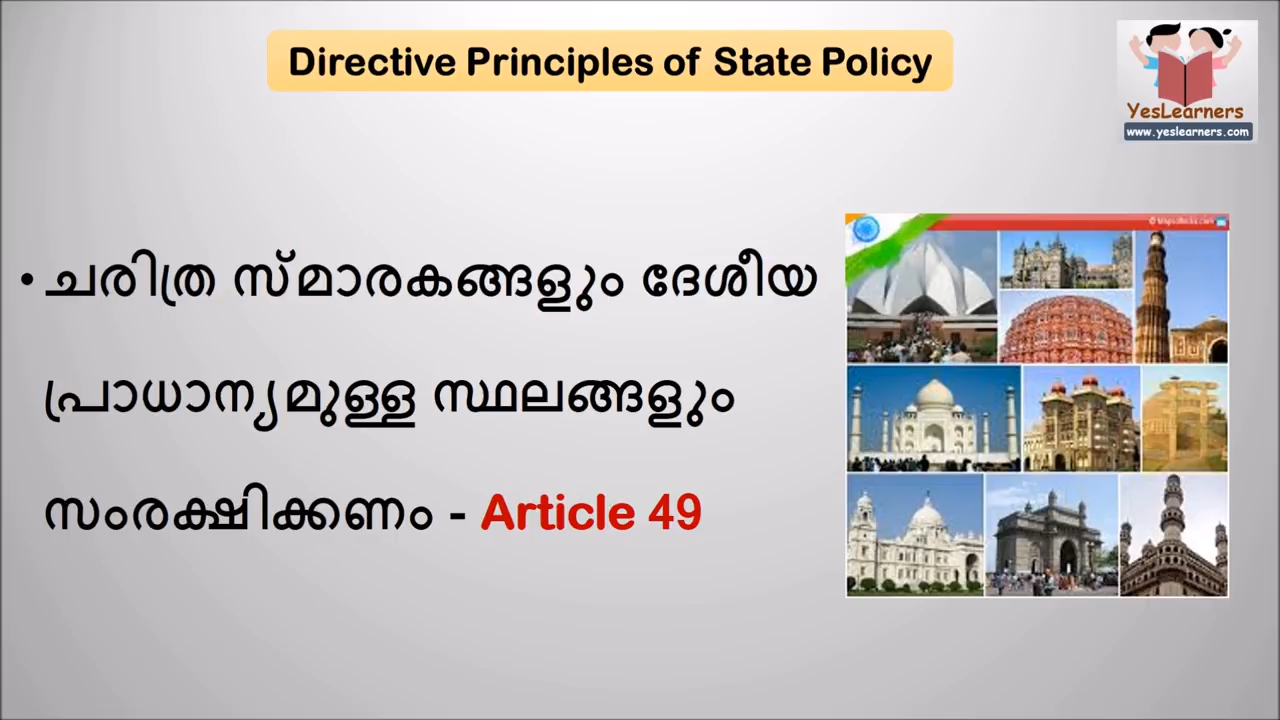 Directive Principles of State Policy
YesLearners
www.yeslearners.com
• ചരിത്ര സ്മാരകങ്ങളും ദേശീയ
പ്രാധാന്യമുള്ള സ്ഥലങ്ങളും
സംരക്ഷിക്കണം - Article 49